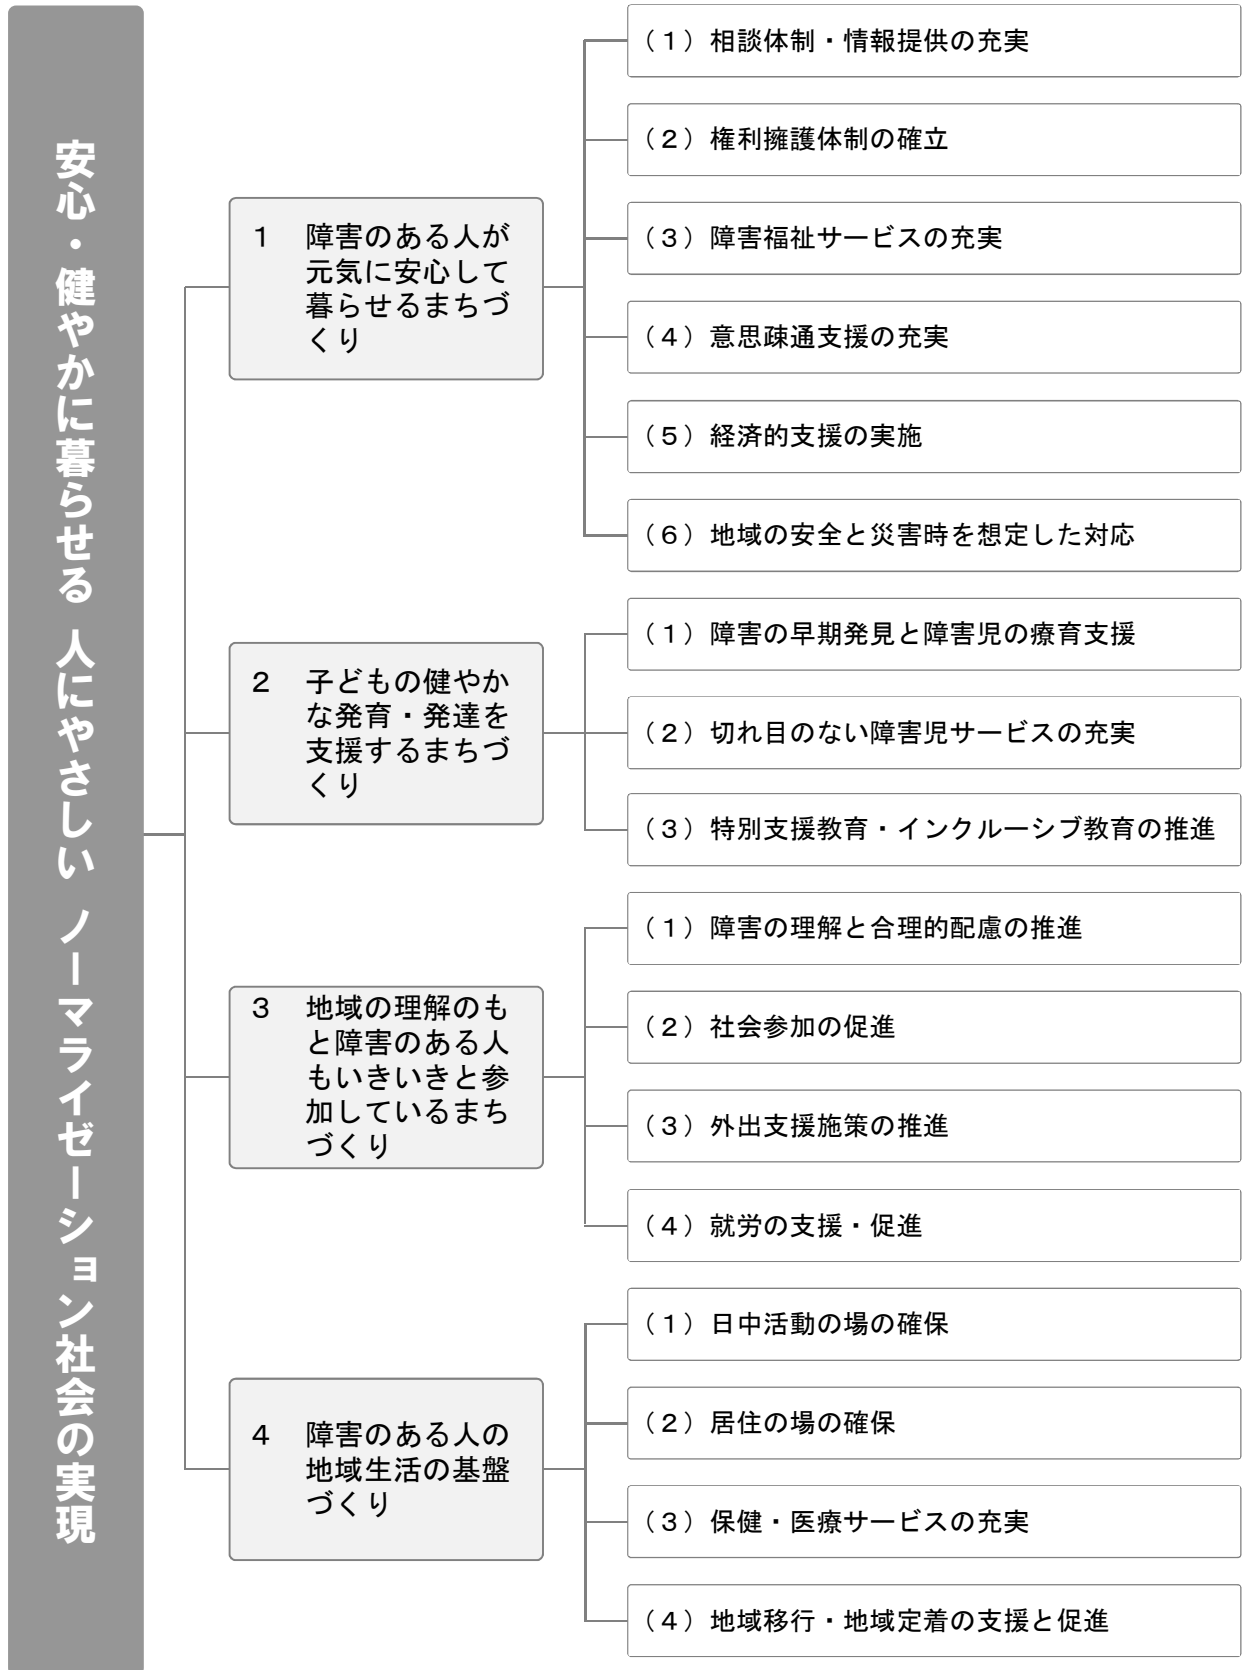 安心・健やかに暮らせる 人にやさしい ノーマライゼーション社会の実現
1 障害のある人が
元気に安心して
暮らせるまちづ
くり
（１）相談体制・情報提供の充実
（２）権利擁護体制の確立
（３）障害福祉サービスの充実
（４）意思疎通支援の充実
（５）経済的支援の実施
（６）地域の安全と災害時を想定した対応
2 子どもの健やか
な発育・発達を
支援するまちづ
くり
（１）障害の早期発見と障害児の療育支援
（２）切れ目のない障害児サービスの充実
（３）特別支援教育・インクルーシブ教育の推進
3 地域の理解のも
と障害のある人
もいきいきと参
加しているまち
づくり
（１）障害の理解と合理的配慮の推進
（２）社会参加の促進
（３）外出支援施策の推進
（４）就労の支援・促進
4 障害のある人の
地域生活の基盤
づくり
（１）日中活動の場の確保
（２）居住の場の確保
（３）保健・医療サービスの充実
（４）地域移行・地域定着の支援と促進